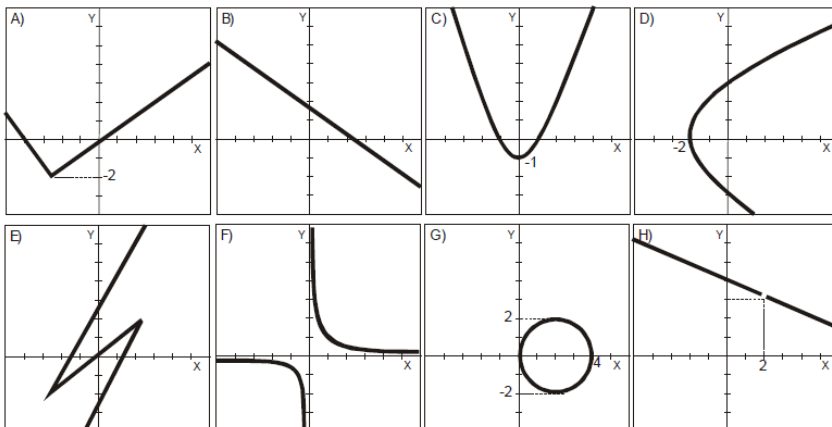 A) Y X -2
B) Y X
C) Y X -1
D) Y X -2
E) Y X
F) Y X
G) Y X 2 4 -2
H) Y X 2